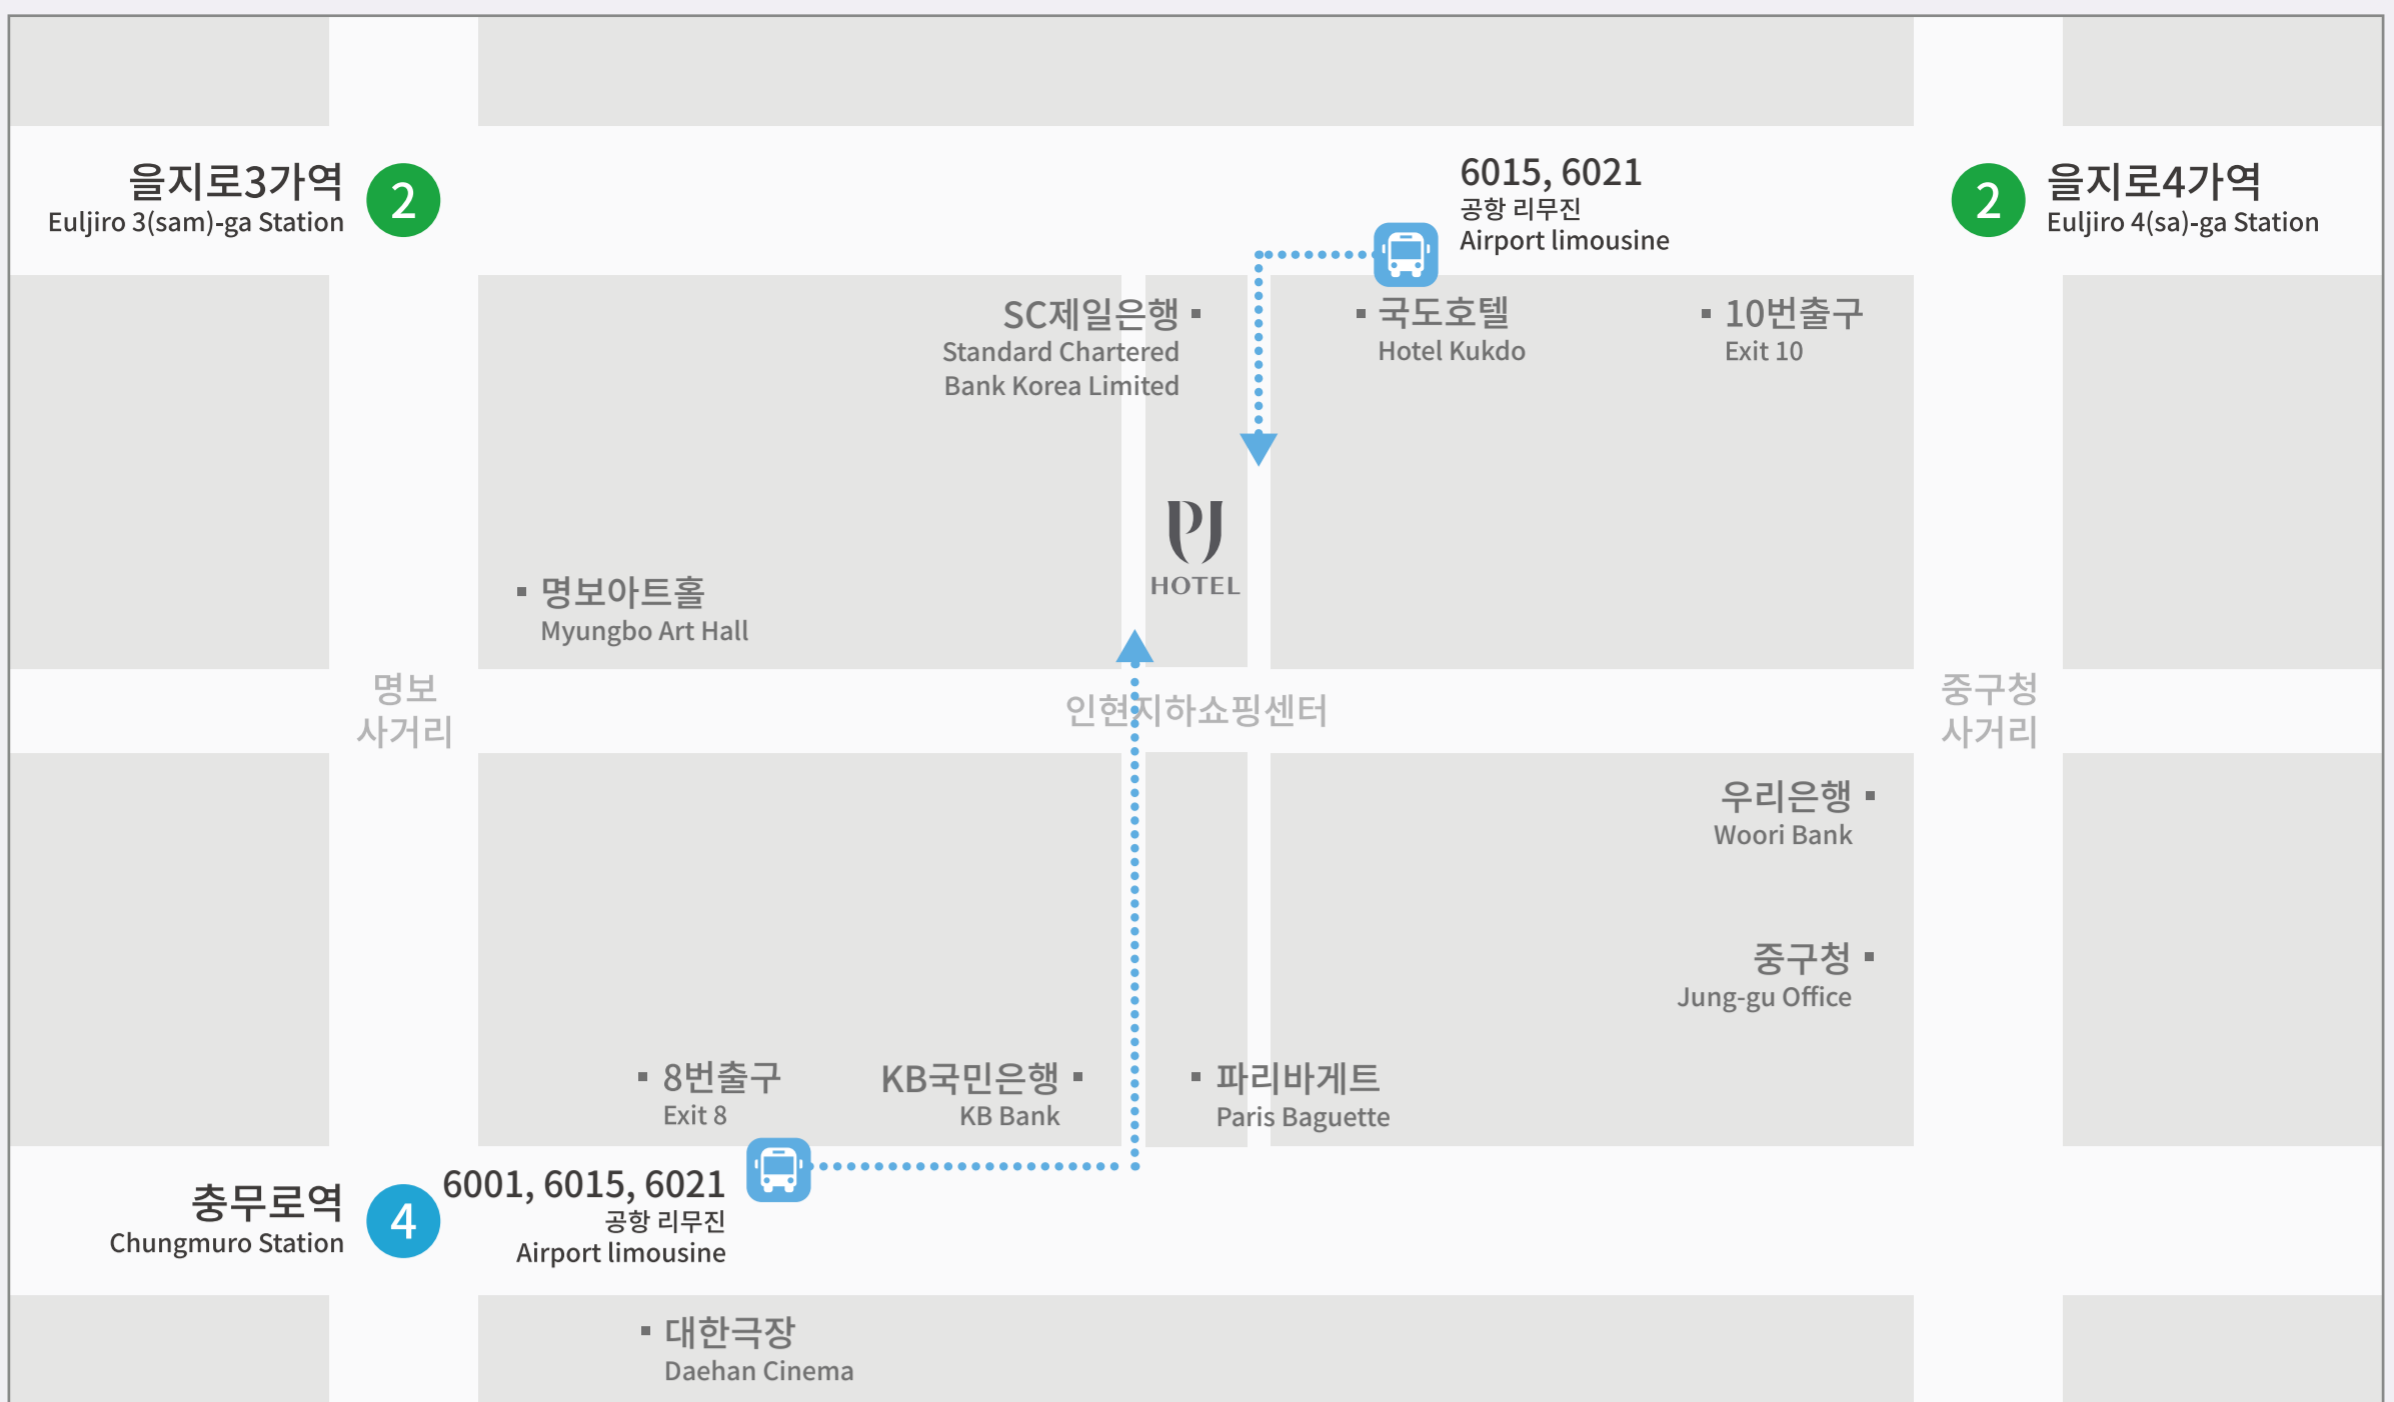 을지로3가역
Euljiro 3(sam)-ga Station
2
6015, 6021
공항 리무진
Airport limousine
2
을지로4가역
Euljiro 4(sa)-ga Station
SC제일은행
Standard Chartered
Bank Korea Limited
국도호텔
Hotel Kukdo
10번출구
Exit 10
PJ
HOTEL
명보아트홀
Myungbo Art Hall
명보
사거리
인현지하쇼핑센터
중구청
사거리
우리은행
Woori Bank
중구청
Jung-gu Office
8번출구
Exit 8
KB국민은행
KB Bank
파리바게트
Paris Baguette
충무로역
Chungmuro Station
4
6001, 6015, 6021
공항 리무진
Airport limousine
대한극장
Daehan Cinema